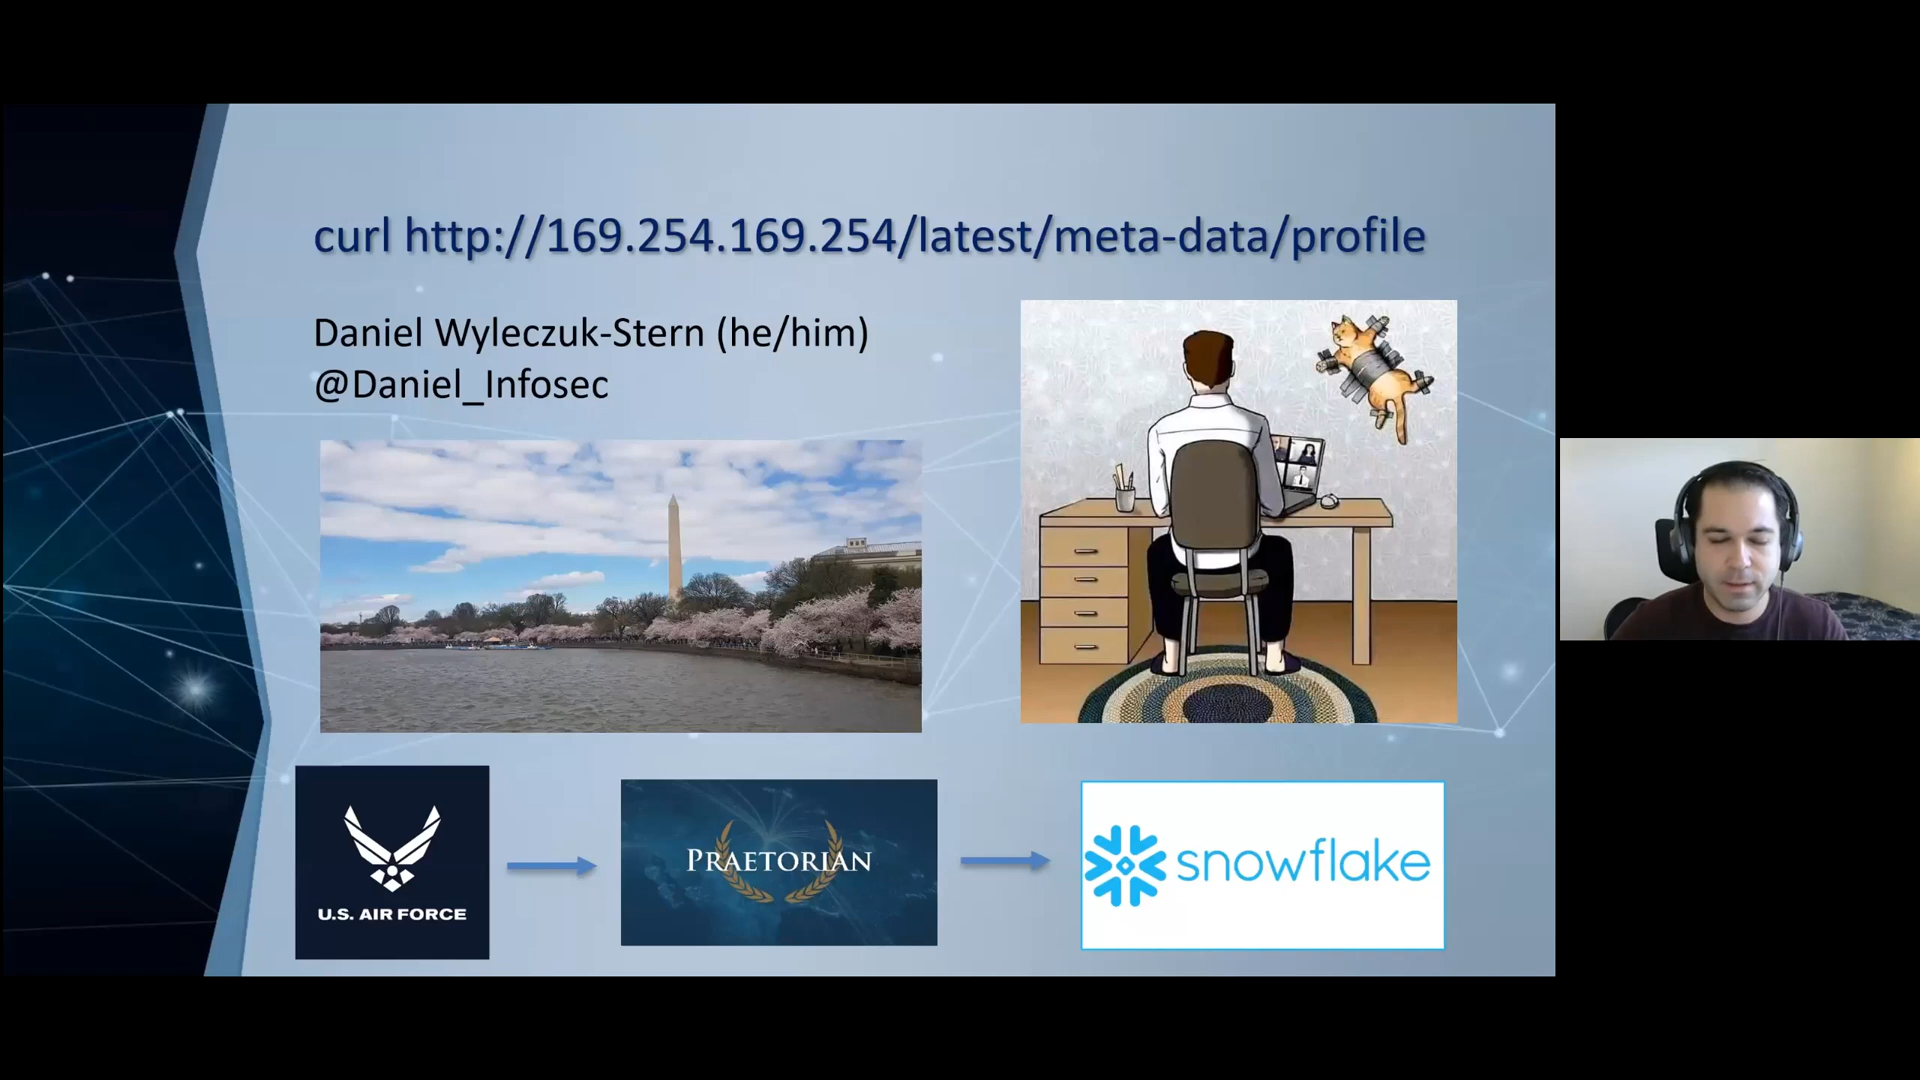 curl http://169.254.169.254/latest/meta-data/profile
Daniel Wyleczuk-Stern (he/him)
@Daniel_Infosec
U.S. AIR FORCE
PRAETORIAN
snowflake